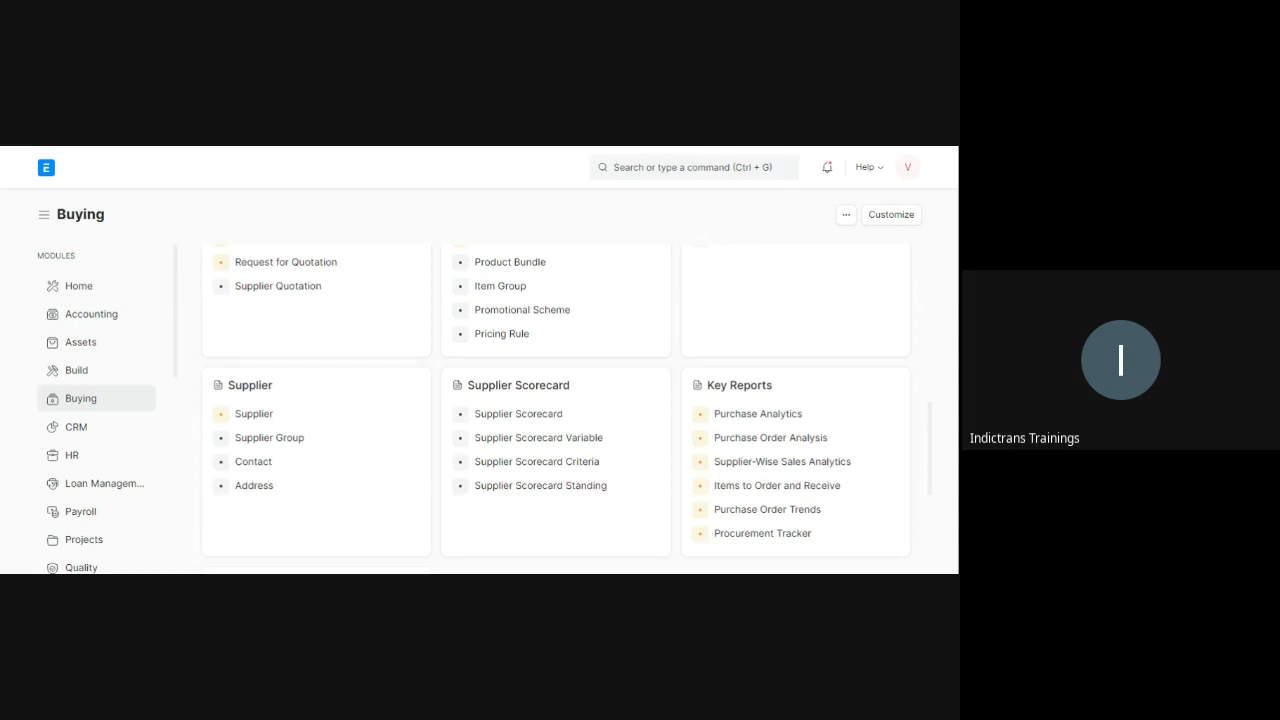 E
Search or type a command (Ctrl + G)
Help
V
Buying
Customize
MODULES
Home
Accounting
Assets
Build
Buying
CRM
HR
Loan Managem...
Payroll
Projects
Quality
Request for Quotation
Supplier Quotation
Product Bundle
Item Group
Promotional Scheme
Pricing Rule
Supplier
Supplier
Supplier Group
Contact
Address
Supplier Scorecard
Supplier Scorecard
Supplier Scorecard Variable
Supplier Scorecard Criteria
Supplier Scorecard Standing
Key Reports
Purchase Analytics
Purchase Order Analysis
Supplier-Wise Sales Analytics
Items to Order and Receive
Purchase Order Trends
Procurement Tracker
I
Indictrans Trainings